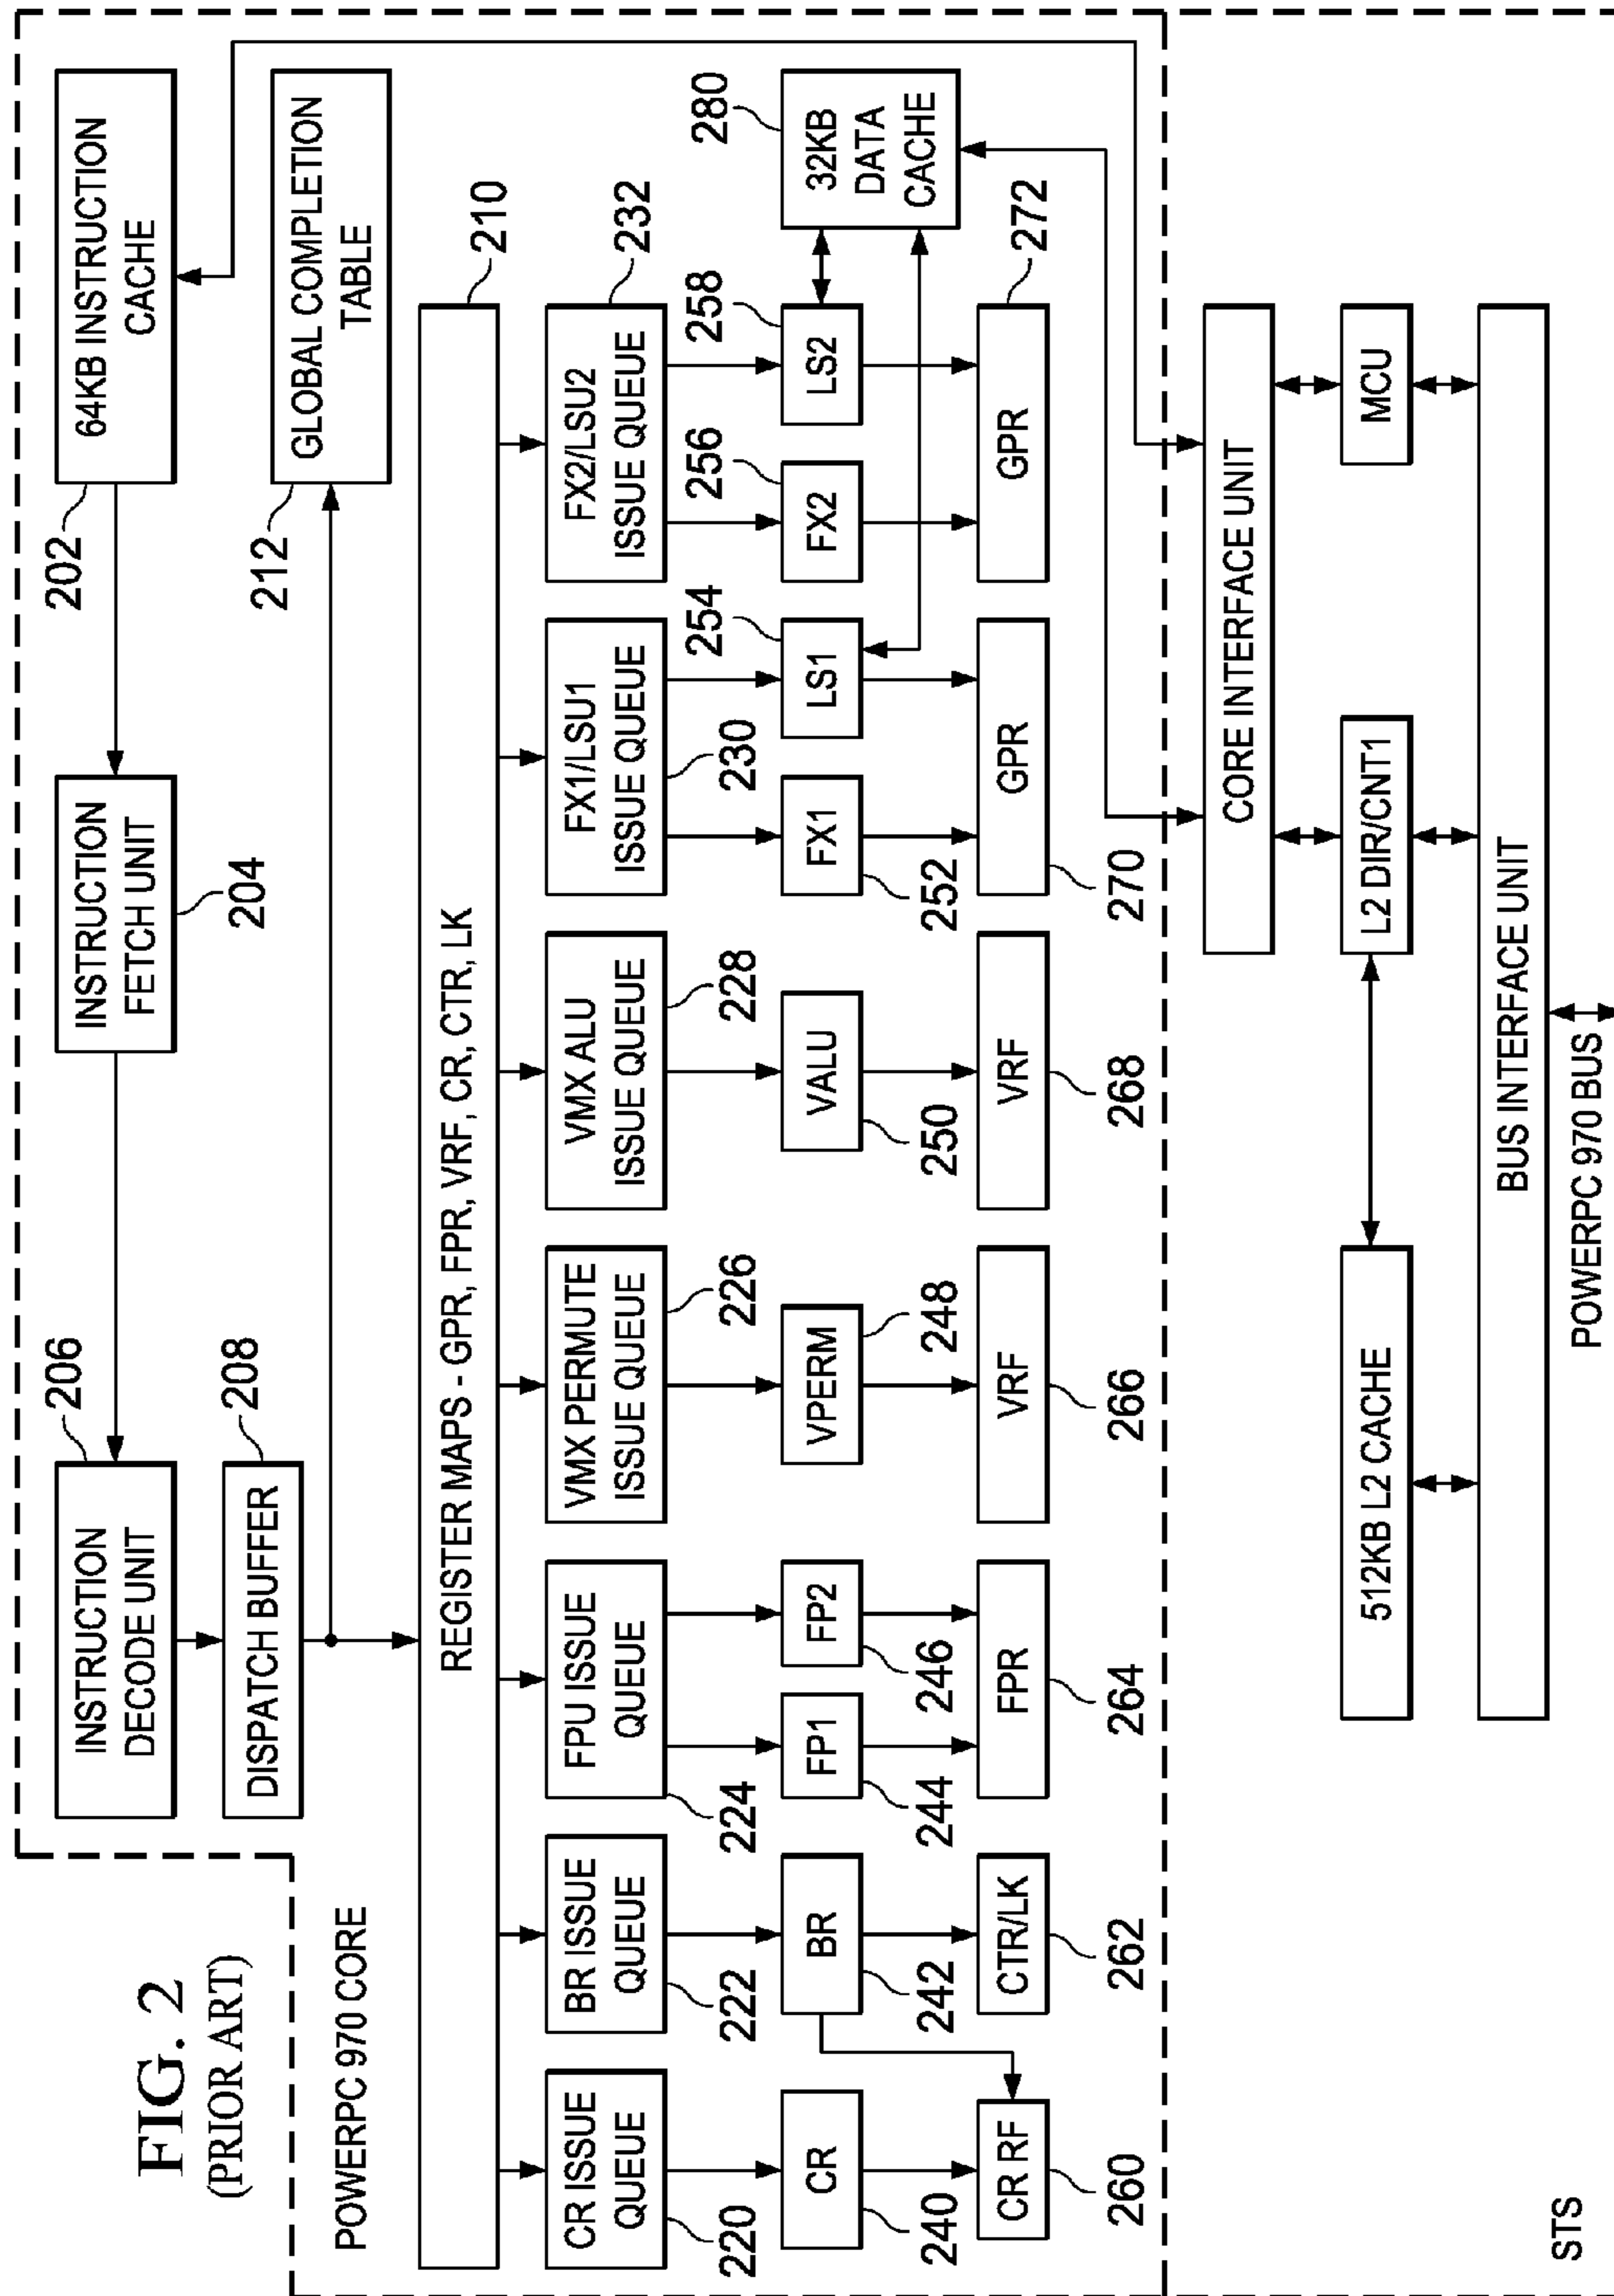 FIG. 2
(PRIOR ART)
POWERPC 970 CORE
INSTRUCTION
DECODE UNIT
206
INSTRUCTION
FETCH UNIT
204
64KB INSTRUCTION
CACHE
202
DISPATCH BUFFER
208
GLOBAL COMPLETION
TABLE
212
REGISTER MAPS - GPR, FPR, VRF, CR, CTR, LK
210
CR ISSUE
QUEUE
220
BR ISSUE
QUEUE
222
FPU ISSUE
QUEUE
224
VMX PERMUTE
ISSUE QUEUE
226
VMX ALU
ISSUE QUEUE
228
FX1/LSU1
ISSUE QUEUE
230
FX2/LSU2
ISSUE QUEUE
232
CR
240
BR
242
FP1
244
FP2
246
VPERM
248
VALU
250
FX1
252
LS1
254
FX2
256
LS2
258
32KB
DATA
CACHE
280
CR RF
260
CTR/LK
262
FPR
264
VRF
266
VRF
268
GPR
270
GPR
272
CORE INTERFACE UNIT
512KB L2 CACHE
L2 DIR/CNT1
MCU
BUS INTERFACE UNIT
STS
POWERPC 970 BUS